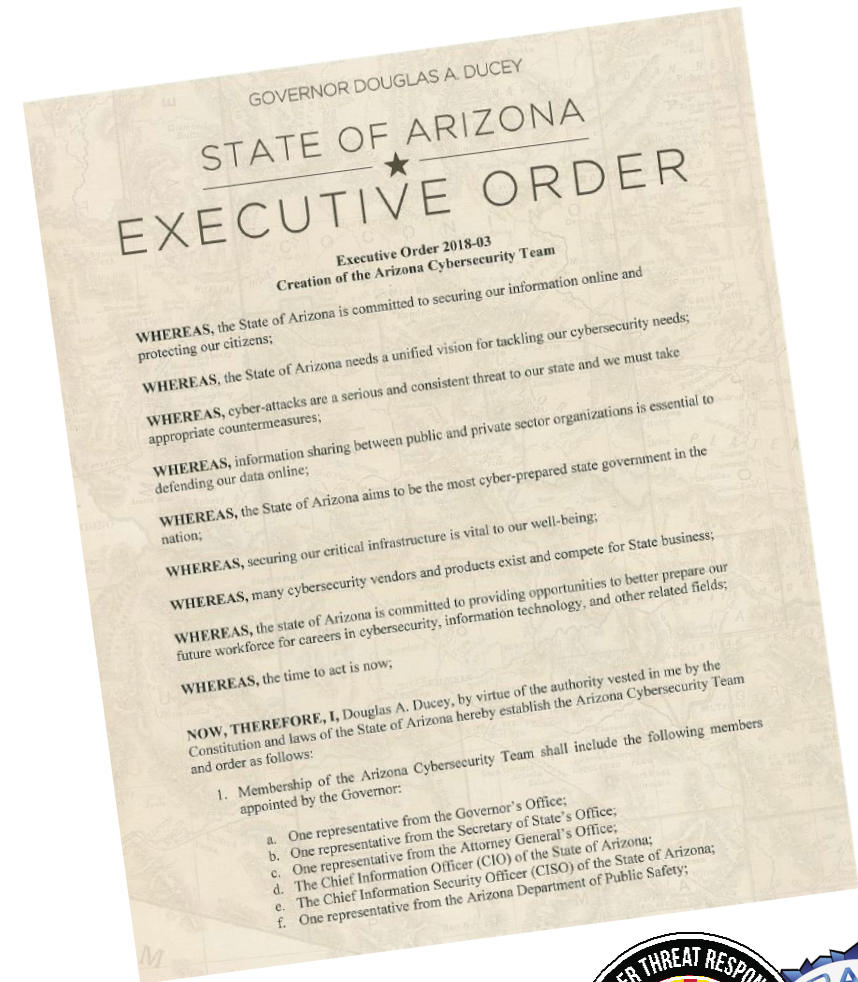 GOVERNOR DOUGLAS A. DUCEY
STATE OF ARIZONA
EXECUTIVE ORDER
Executive Order 2018-03
Creation of the Arizona Cybersecurity Team
WHEREAS, the State of Arizona is committed to securing our information online and
protecting our citizens;
WHEREAS, the State of Arizona needs a unified vision for tackling our cybersecurity needs;
WHEREAS, cyber-attacks are a serious and consistent threat to our state and we must take
appropriate countermeasures;
WHEREAS, information sharing between public and private sector organizations is essential to
defending our data online;
WHEREAS, the State of Arizona aims to be the most cyber-prepared state government in the
nation;
WHEREAS, securing our critical infrastructure is vital to our well-being;
WHEREAS, many cybersecurity vendors and products exist and compete for State business;
WHEREAS, the state of Arizona is committed to providing opportunities to better prepare our
future workforce for careers in cybersecurity, information technology, and other related fields;
WHEREAS, the time to act is now;
NOW, THEREFORE, I, Douglas A. Ducey, by virtue of the authority vested in me by the
Constitution and laws of the State of Arizona hereby establish the Arizona Cybersecurity Team
and order as follows:
1. Membership of the Arizona Cybersecurity Team shall include the following members
appointed by the Governor:
a. One representative from the Governor's Office;
b. One representative from the Secretary of State's Office;
c. One representative from the Attorney General's Office;
d. The Chief Information Officer (CIO) of the State of Arizona;
e. The Chief Information Security Officer (CISO) of the State of Arizona;
f. One representative from the Arizona Department of Public Safety;
ER THREAT RESPON